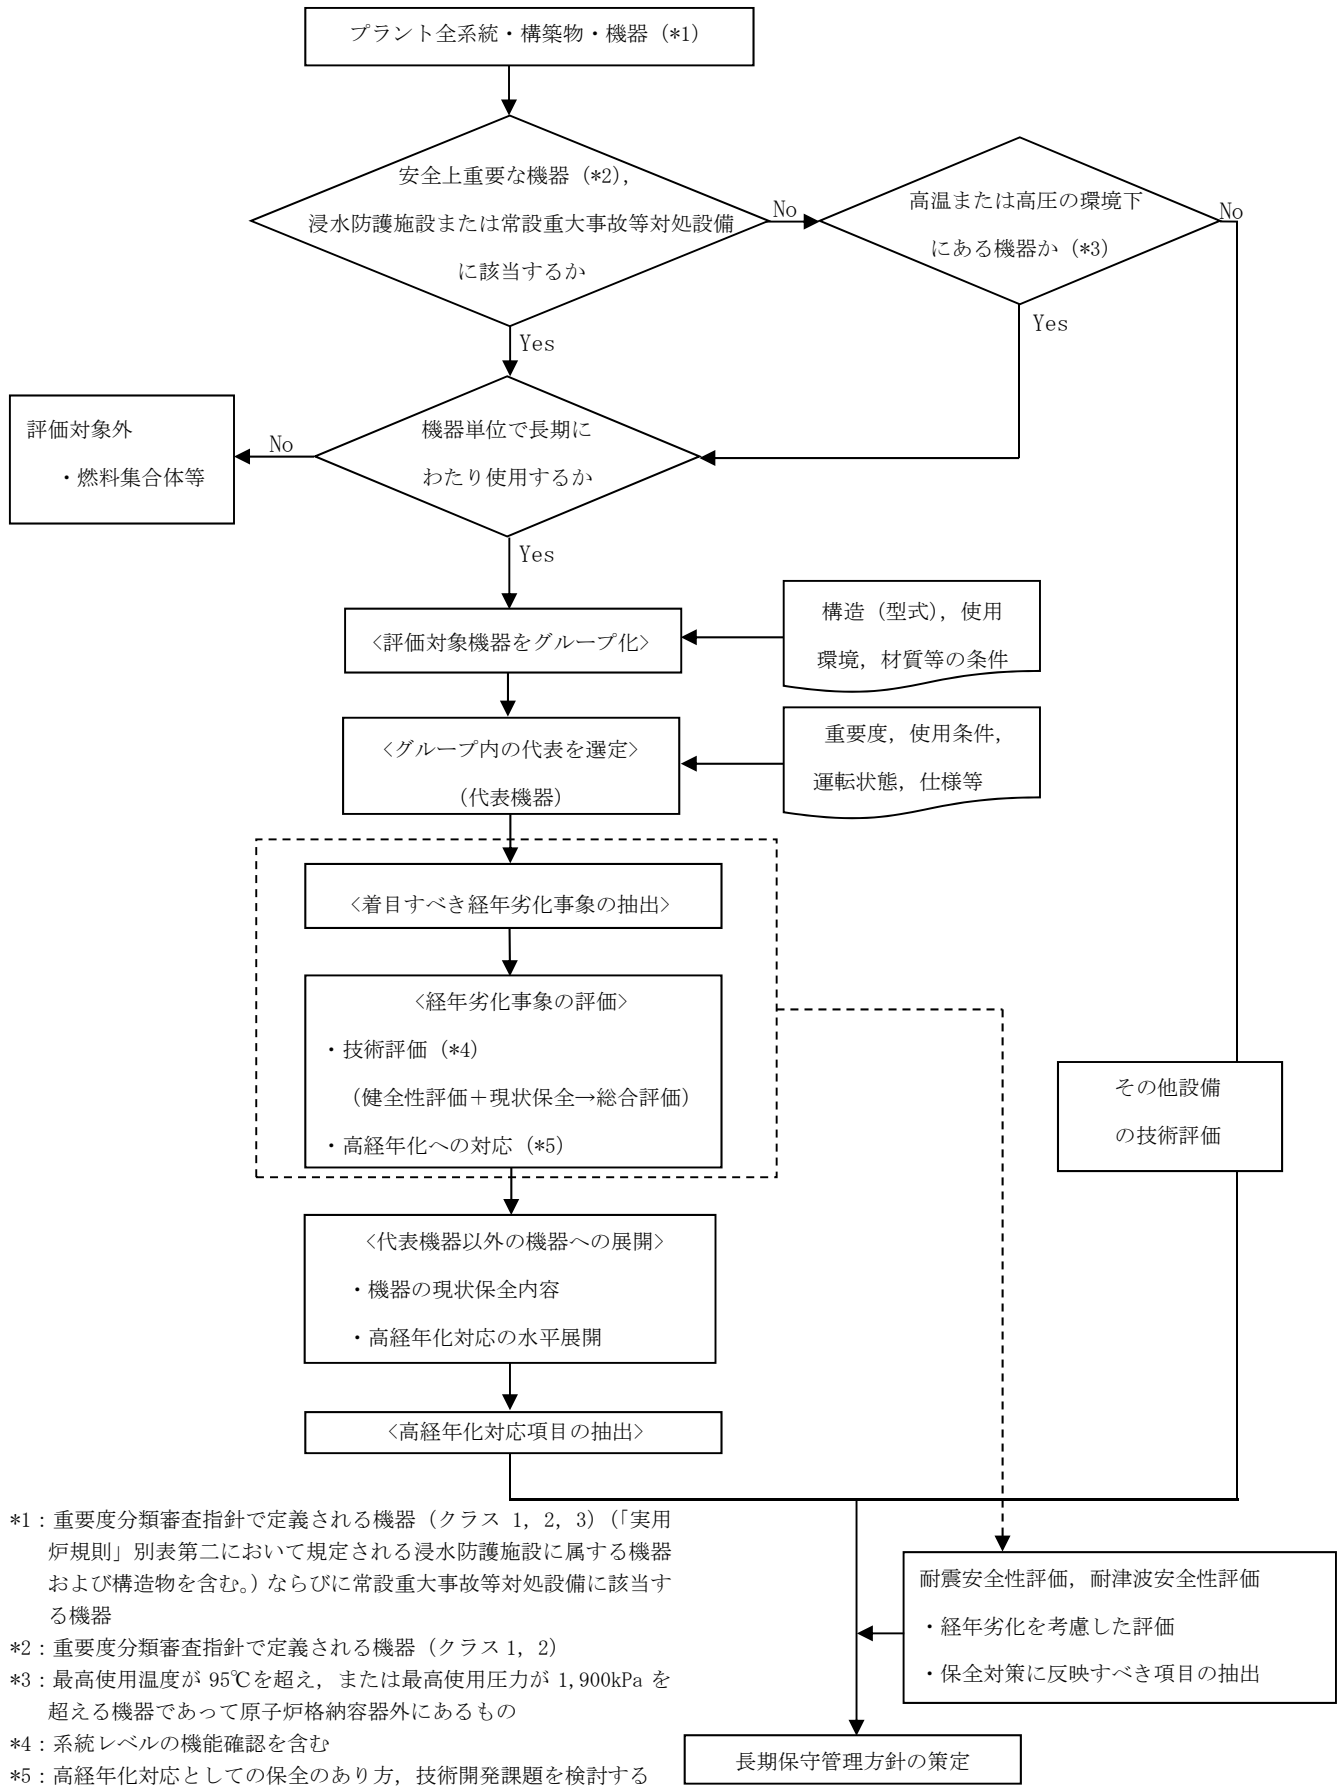 プラント全系統・構築物・機器（*1）
安全上重要な機器（*2），
浸水防護施設または常設重大事故等対処設備
に該当するか
No
高温または高圧の環境下
にある機器か（*3）
No
Yes
Yes
評価対象外
・燃料集合体等
No
機器単位で長期に
わたり使用するか
Yes
<評価対象機器をグループ化>
構造（型式），使用
環境，材質等の条件
<グループ内の代表を選定>
（代表機器）
重要度，使用条件，
運転状態，仕様等
<着目すべき経年劣化事象の抽出>
<経年劣化事象の評価>
・技術評価（*4）
（健全性評価＋現状保全→総合評価）
・高経年化への対応（*5）
その他設備
の技術評価
<代表機器以外の機器への展開>
・機器の現状保全内容
・高経年化対応の水平展開
<高経年化対応項目の抽出>
耐震安全性評価，耐津波安全性評価
・経年劣化を考慮した評価
・保全対策に反映すべき項目の抽出
長期保守管理方針の策定
*1：重要度分類審査指針で定義される機器（クラス 1，2，3）（「実用
炉規則」別表第二において規定される浸水防護施設に属する機器
および構造物を含む。）ならびに常設重大事故等対処設備に該当す
る機器
*2：重要度分類審査指針で定義される機器（クラス 1，2）
*3：最高使用温度が 95℃を超え，または最高使用圧力が 1,900kPa を
超える機器であって原子炉格納容器外にあるもの
*4：系統レベルの機能確認を含む
*5：高経年化対応としての保全のあり方，技術開発課題を検討する